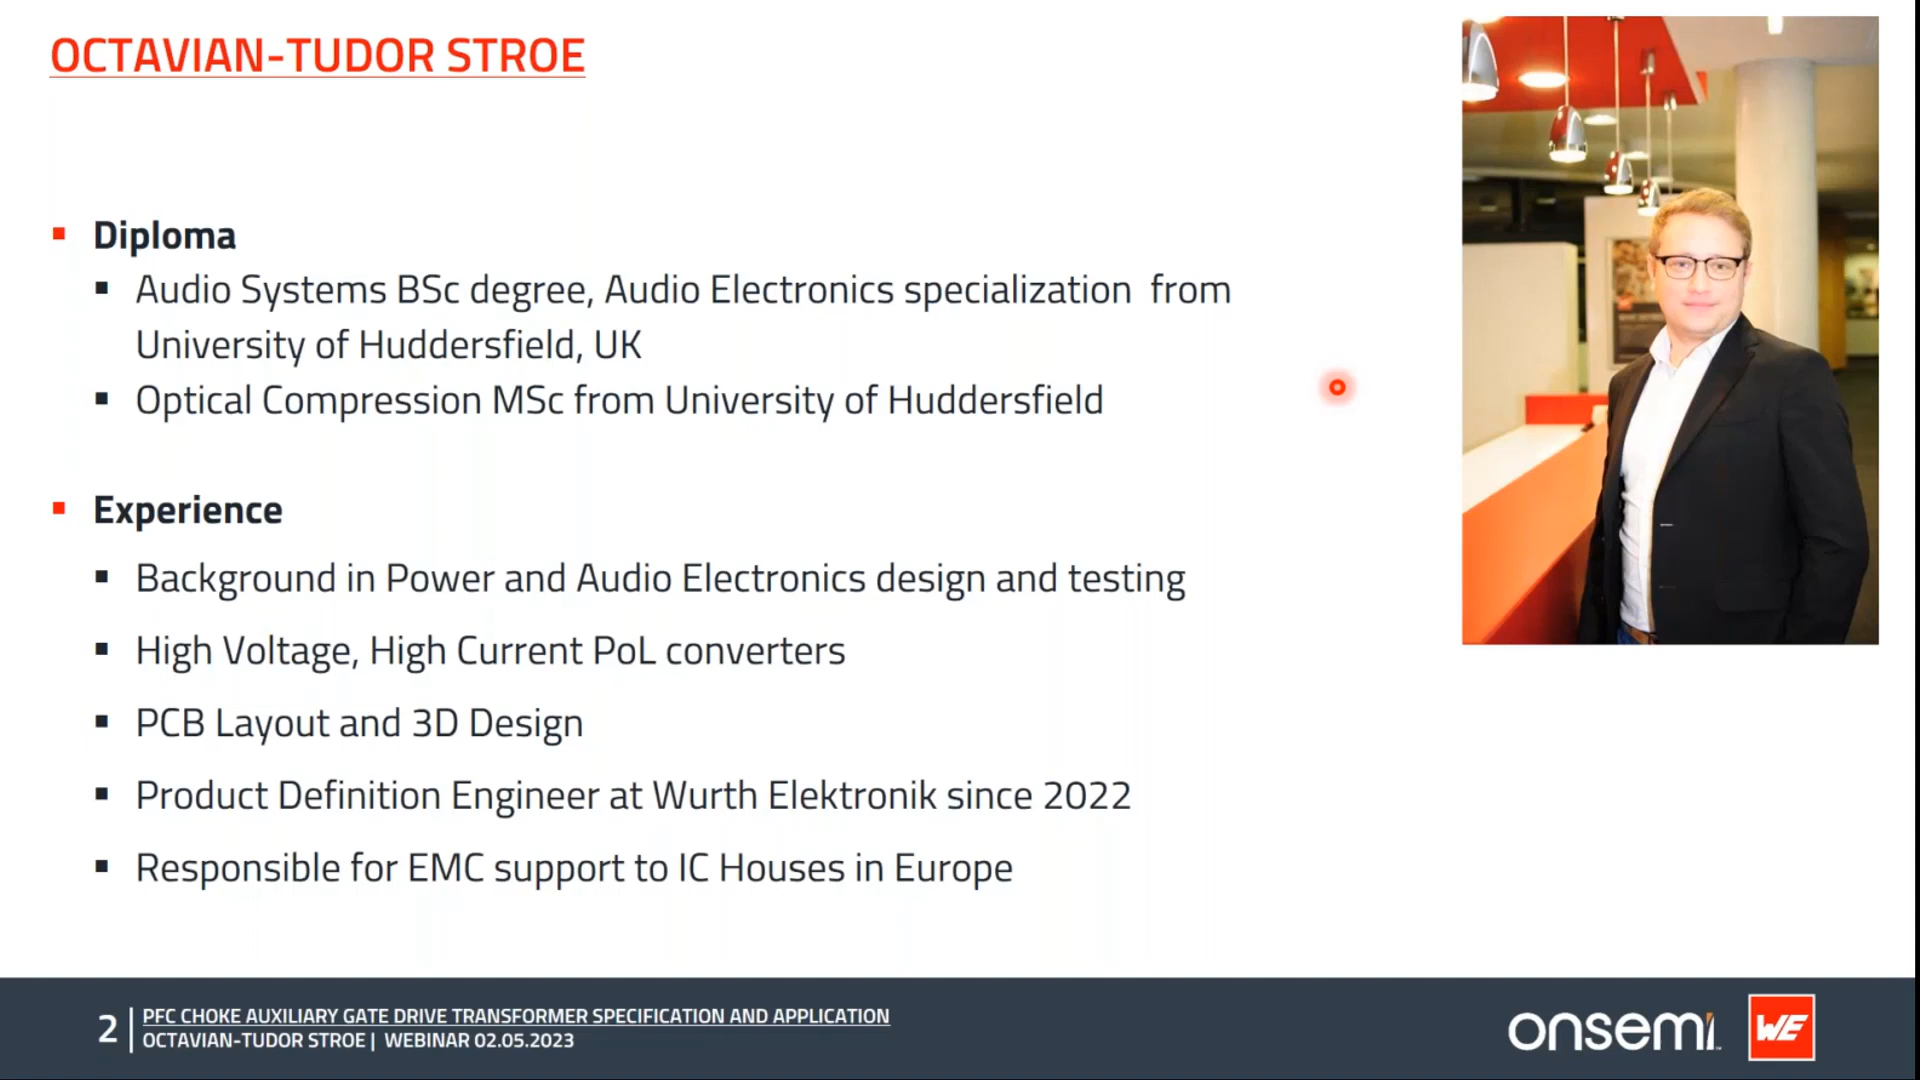 OCTAVIAN-TUDOR STROE
Diploma
Audio Systems BSc degree, Audio Electronics specialization from
University of Huddersfield, UK
Optical Compression MSc from University of Huddersfield
Experience
Background in Power and Audio Electronics design and testing
High Voltage, High Current PoL converters
PCB Layout and 3D Design
Product Definition Engineer at Wurth Elektronik since 2022
Responsible for EMC support to IC Houses in Europe
2
PFC CHOKE AUXILIARY GATE DRIVE TRANSFORMER SPECIFICATION AND APPLICATION
OCTAVIAN-TUDOR STROE | WEBINAR 02.05.2023
onsemi
WE